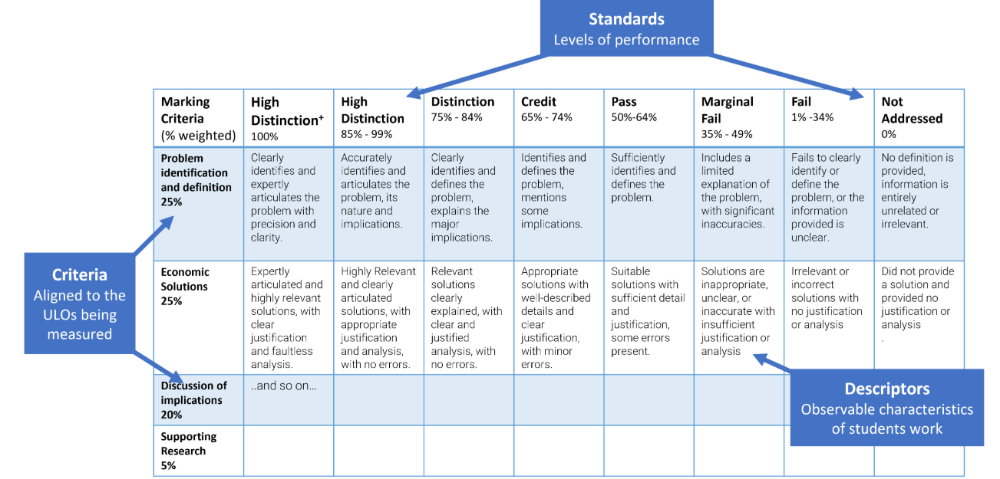 Standards
Levels of performance
Marking
Criteria
(% weighted)
High
Distinction⁺
100%
High
Distinction
85% - 99%
Distinction
75% - 84%
Credit
65% - 74%
Pass
50%-64%
Marginal
Fail
35% - 49%
Fail
1% -34%
Not
Addressed
0%
Problem
identification
and definition
25%
Clearly
identifies and
expertly
articulates the
problem with
precision and
clarity.
Accurately
identifies and
articulates the
problem, its
nature and
implications.
Clearly
identifies and
defines the
problem,
explains the
major
implications.
Identifies and
defines the
problem,
mentions
some
implications.
Sufficiently
identifies and
defines the
problem.
Includes a
limited
explanation of
the problem,
with significant
inaccuracies.
Fails to clearly
identify or
define the
problem, or the
information
provided is
unclear.
No definition is
provided,
information is
entirely
unrelated or
irrelevant.
Criteria
Aligned to the
ULOs being
measured
Economic
Solutions
25%
Expertly
articulated and
highly relevant
solutions, with
clear
justification
and faultless
analysis.
Highly Relevant
and clearly
articulated
solutions, with
appropriate
justification
and analysis,
with no errors.
Relevant
solutions
clearly
explained, with
clear and
justified
analysis, with
no errors.
Appropriate
solutions with
well-described
details and
clear
justification,
with minor
errors.
Suitable
solutions with
sufficient detail
and
justification,
some errors
present.
Solutions are
inappropriate,
unclear, or
inaccurate with
insufficient
justification or
analysis
Irrelevant or
incorrect
solutions with
no justification
or analysis
Did not provide
a solution and
provided no
justification or
analysis
.
Discussion of
implications
20%
..and so on…
Descriptors
Observable characteristics
of students work
Supporting
Research
5%